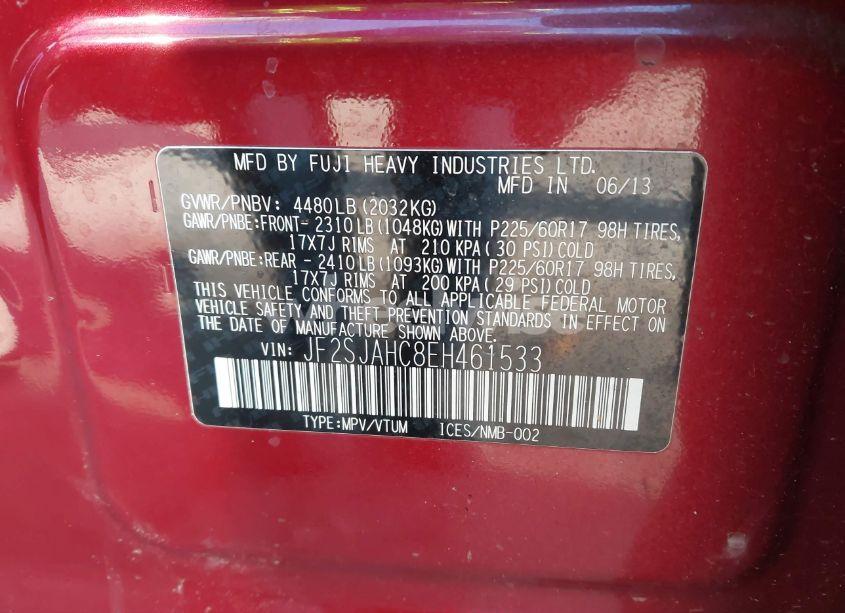 MFD BY FUJI HEAVY INDUSTRIES LTD.
MFD IN 06/13
GVWR/PNBV: 4480LB (2032KG)
GAWR/PNBE:FRONT- 2310LB (1048KG) WITH P225/60R17 98H TIRES,
17X7J RIMS AT 210 KPA ( 30 PSI) COLD
GAWR/PNBE:REAR - 2410LB (1093KG) WITH P225/60R17 98H TIRES,
17X7J RIMS AT 200 KPA ( 29 PSI) COLD
THIS VEHICLE CONFORMS TO ALL APPLICABLE FEDERAL MOTOR
VEHICLE SAFETY AND THEFT PREVENTION STANDARDS IN EFFECT ON
THE DATE OF MANUFACTURE SHOWN ABOVE.
VIN: JF2SJAHC8EH461533
TYPE:MPV/VTUM ICES/NMB-002